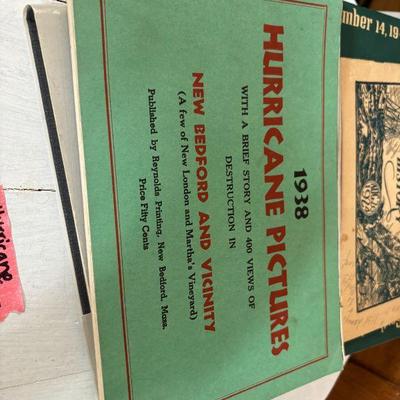 1938
HURRICANE PICTURES
WITH A BRIEF STORY AND 400 VIEWS OF
DESTRUCTION IN
NEW BEDFORD AND VICINITY
(A few of New London and Martha's Vineyard)
Published by Reynolds Printing, New Bedford, Mass.
Price Fifty Cents
mber 14, 19
Hurricane